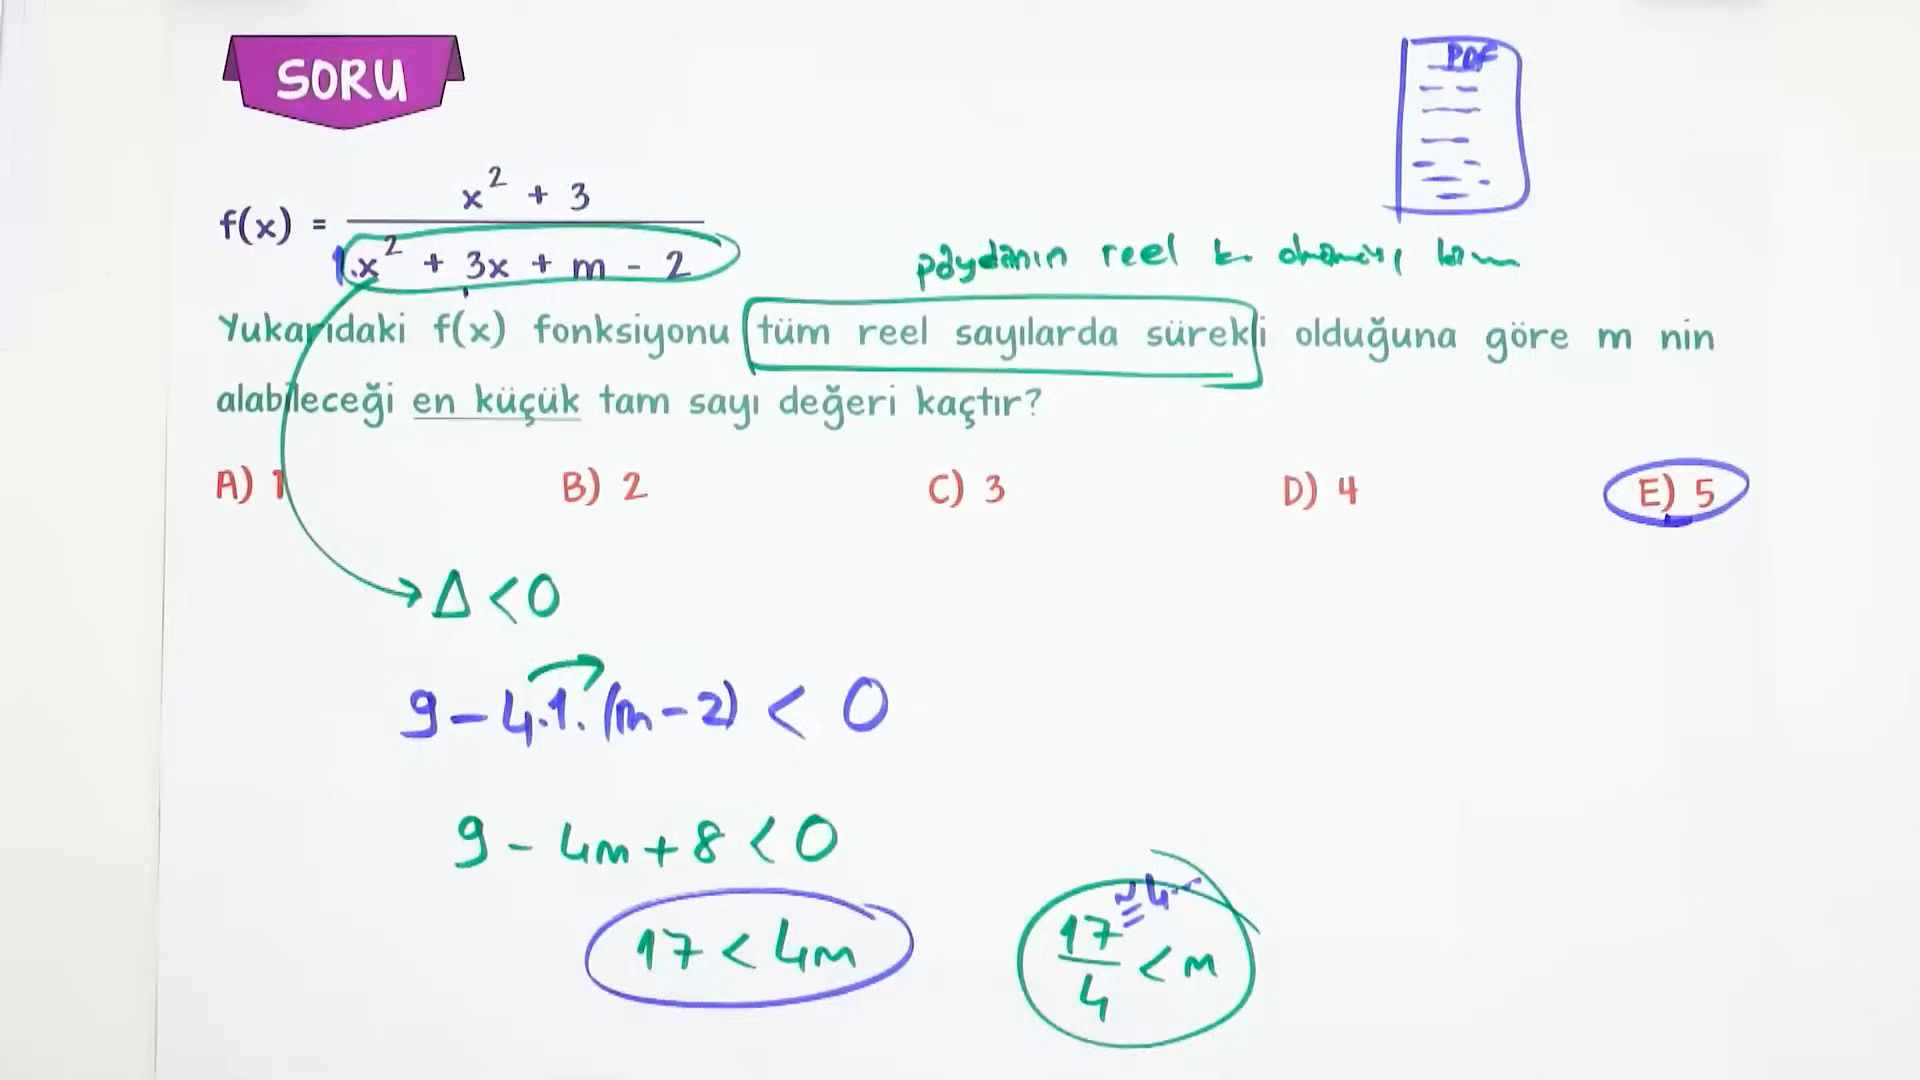 SORU
PDF
x² + 3
f(x) =
1.x² + 3x + m - 2
paydanın reel
Yukarıdaki f(x) fonksiyonu tüm reel sayılarda sürekli olduğuna göre m nin
alabileceği en küçük tam sayı değeri kaçtır?
A) 1 B) 2 C) 3 D) 4 E) 5
Δ < 0
9 - 4.1.(m - 2) < 0
9 - 4m + 8 < 0
17 < 4m
17/4 < m